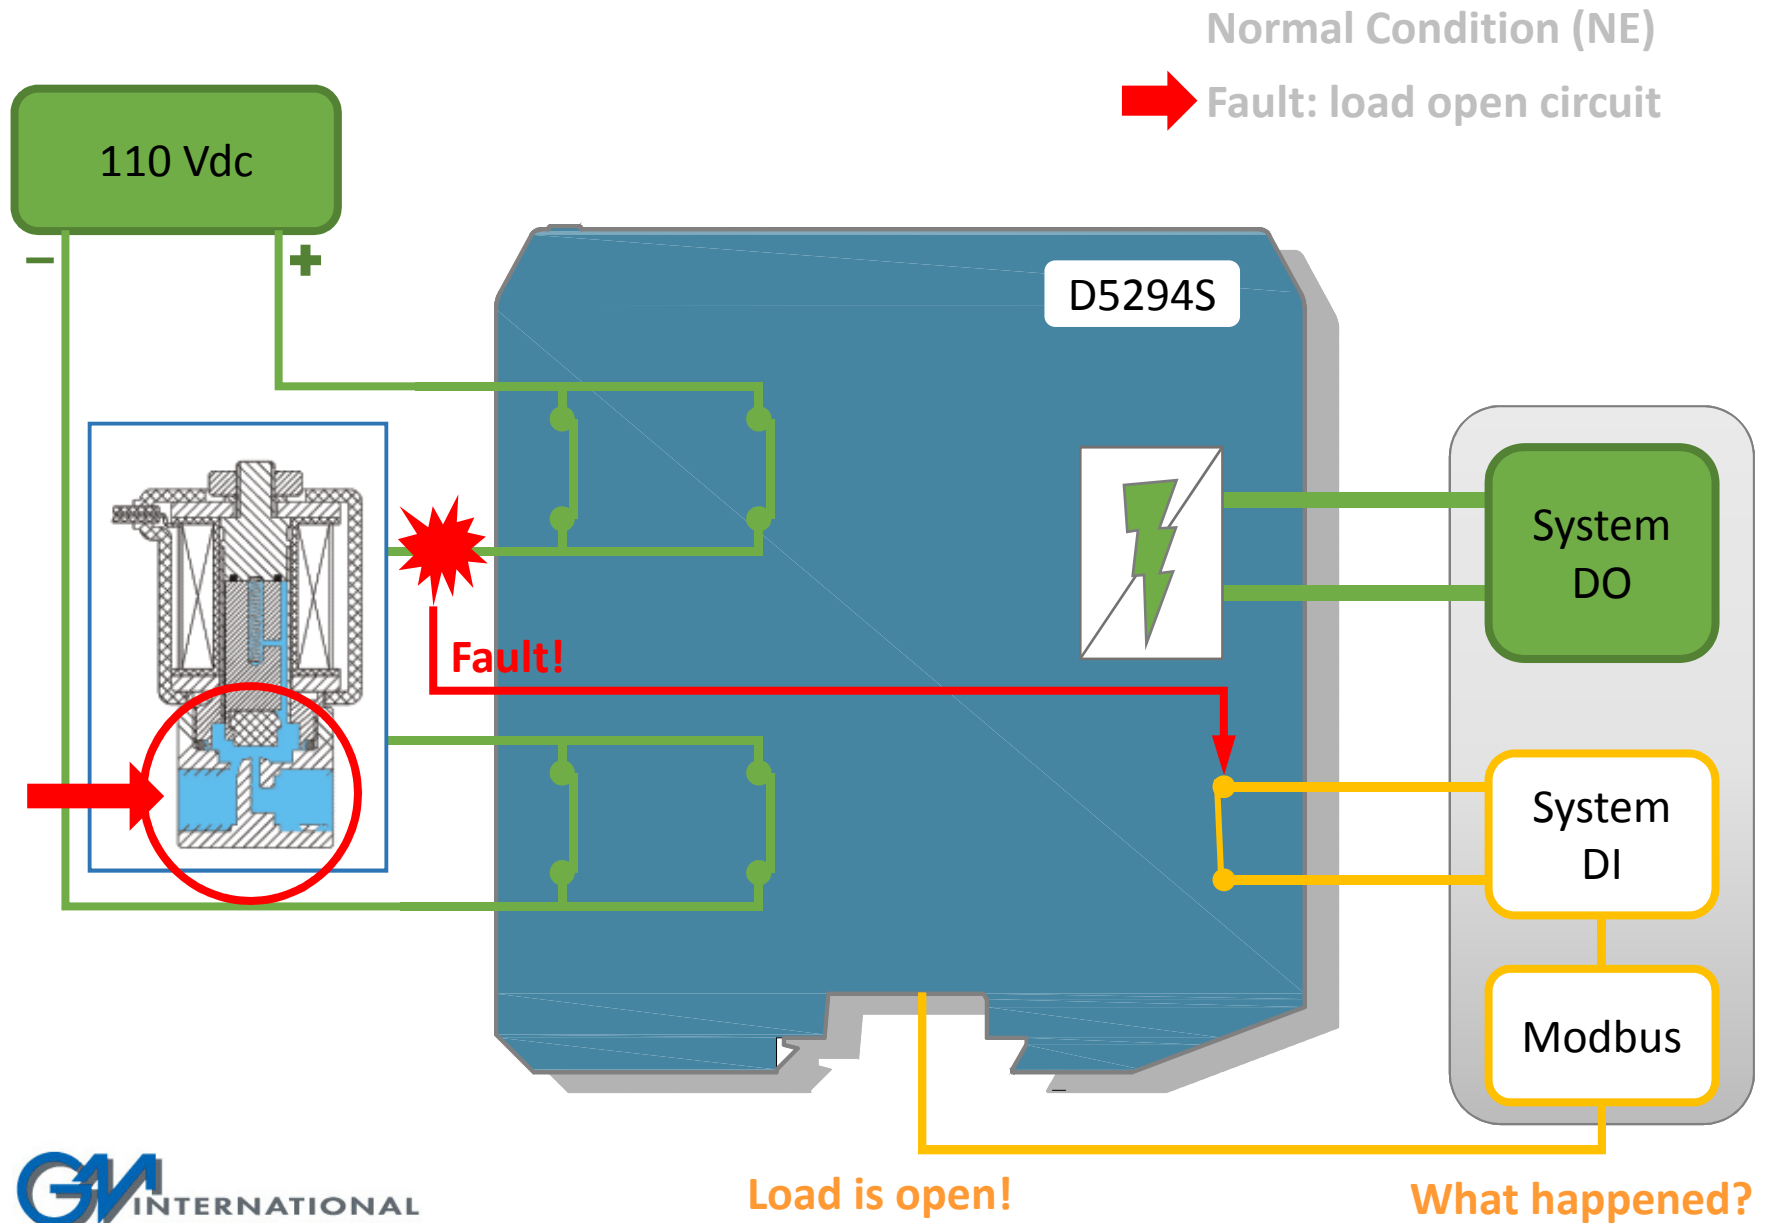 Normal Condition (NE)
Fault: load open circuit
110 Vdc
–
+
D5294S
System
DO
Fault!
System
DI
Modbus
GM
INTERNATIONAL
Load is open!
What happened?